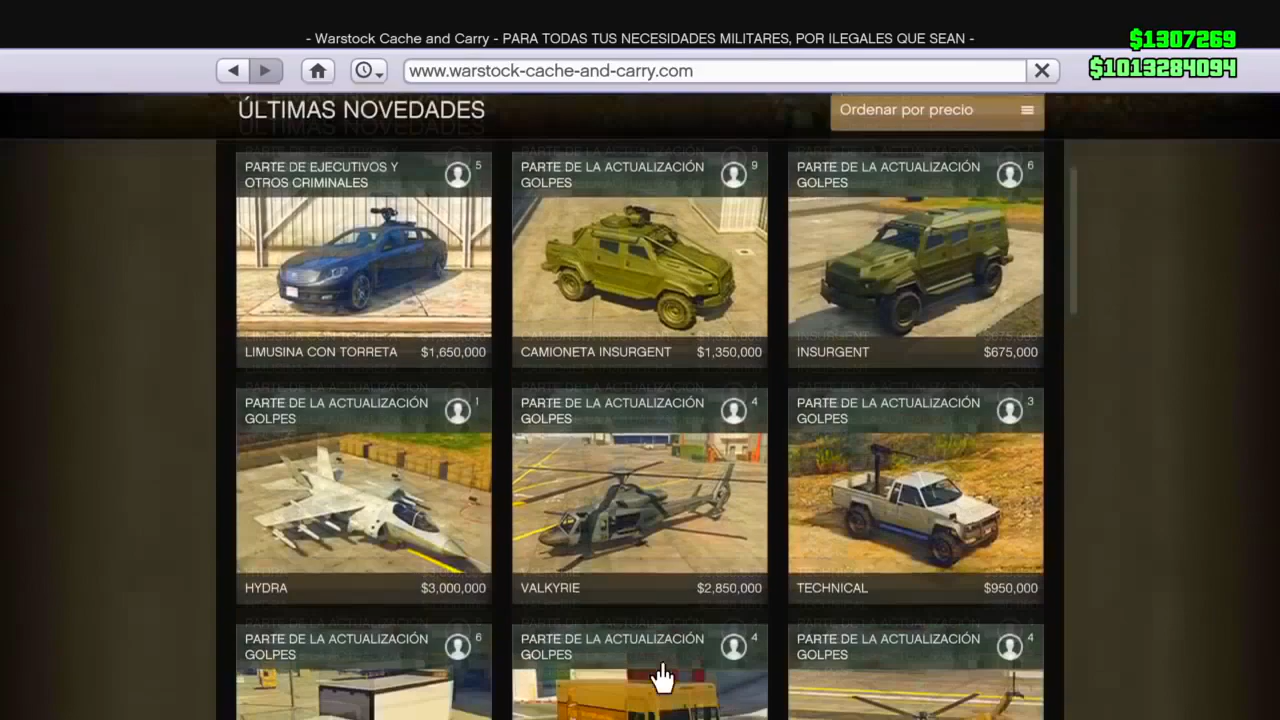 - Warstock Cache and Carry - PARA TODAS TUS NECESIDADES MILITARES, POR ILEGALES QUE SEAN -
$1307269
www.warstock-cache-and-carry.com
$1013284094
ÚLTIMAS NOVEDADES
Ordenar por precio
PARTE DE EJECUTIVOS Y
OTROS CRIMINALES
5
LIMUSINA CON TORRETA $1,650,000
PARTE DE LA ACTUALIZACIÓN
GOLPES
9
CAMIONETA INSURGENT $1,350,000
PARTE DE LA ACTUALIZACIÓN
GOLPES
6
INSURGENT $675,000
PARTE DE LA ACTUALIZACIÓN
GOLPES
1
HYDRA $3,000,000
PARTE DE LA ACTUALIZACIÓN
GOLPES
4
VALKYRIE $2,850,000
PARTE DE LA ACTUALIZACIÓN
GOLPES
3
TECHNICAL $950,000
PARTE DE LA ACTUALIZACIÓN
GOLPES
6
PARTE DE LA ACTUALIZACIÓN
GOLPES
4
PARTE DE LA ACTUALIZACIÓN
GOLPES
4